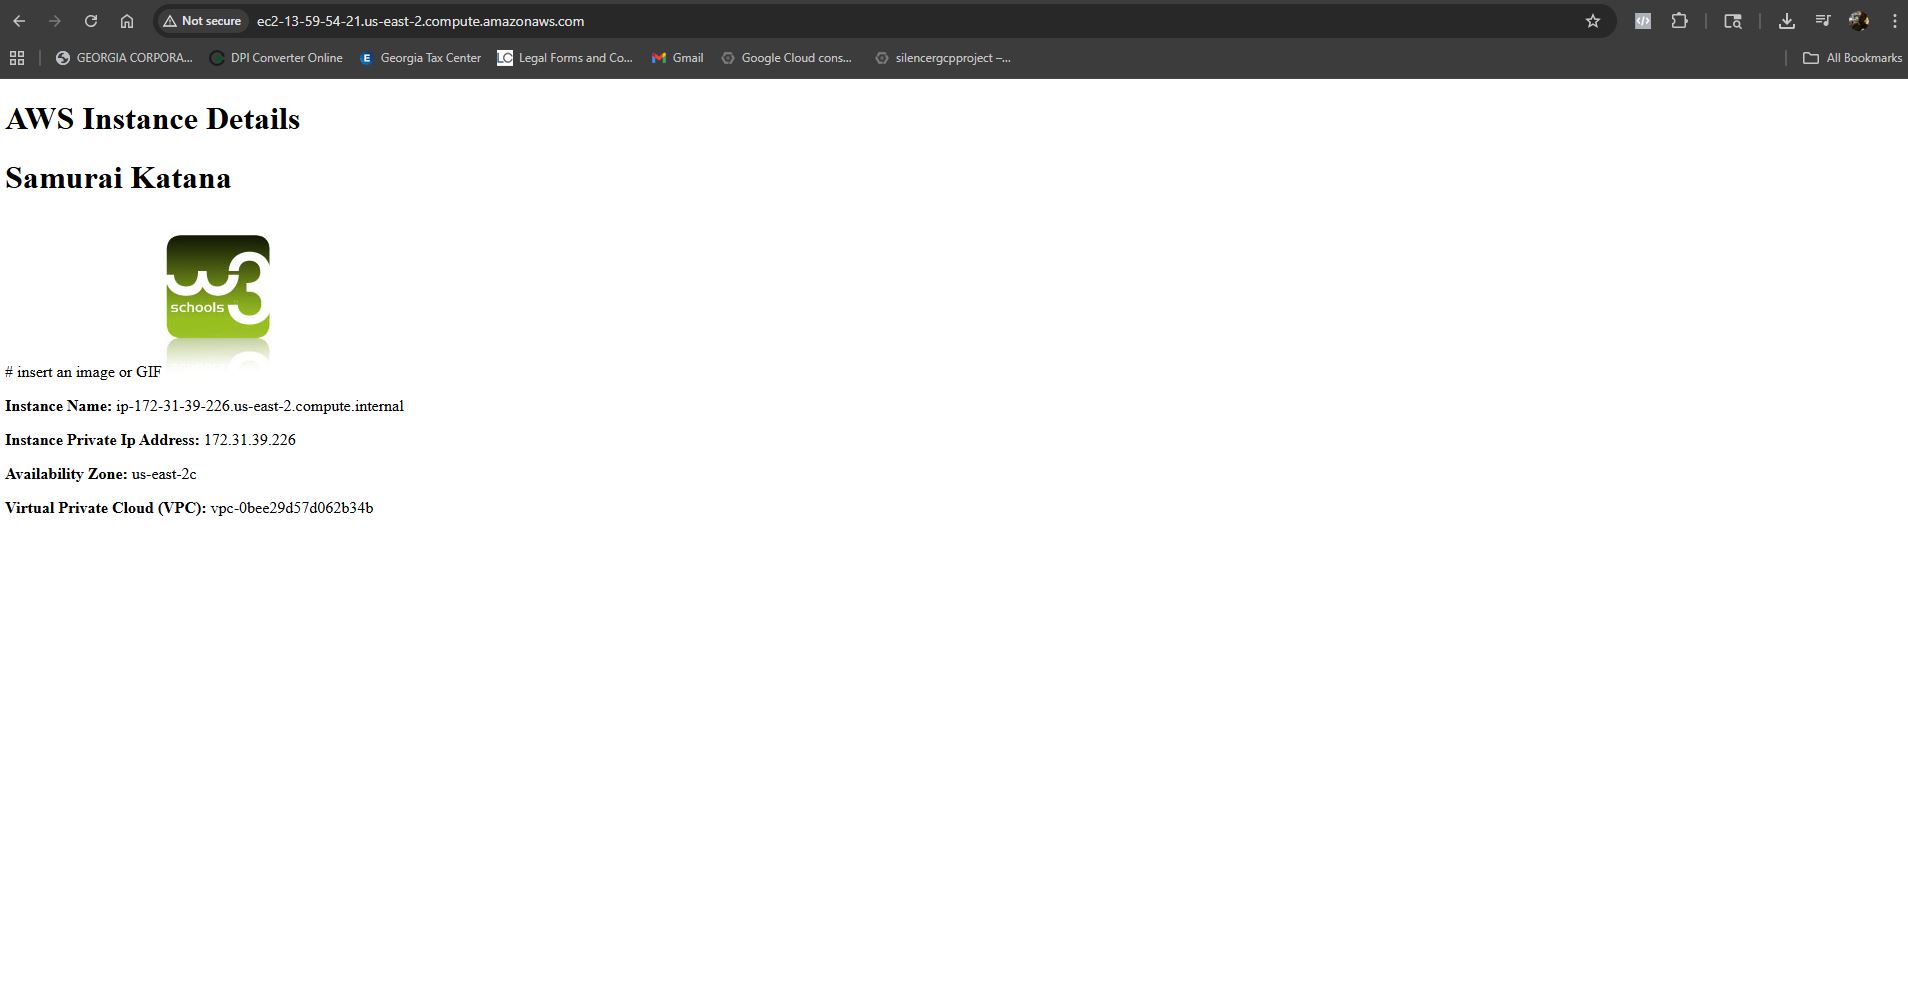 Not secure ec2-13-59-54-21.us-east-2.compute.amazonaws.com
GEORGIA CORPORA... DPI Converter Online E Georgia Tax Center LC Legal Forms and Co... Gmail Google Cloud cons... silencergcpproject –... All Bookmarks
AWS Instance Details
Samurai Katana
w3
schools
# insert an image or GIF
Instance Name: ip-172-31-39-226.us-east-2.compute.internal
Instance Private Ip Address: 172.31.39.226
Availability Zone: us-east-2c
Virtual Private Cloud (VPC): vpc-0bee29d57d062b34b